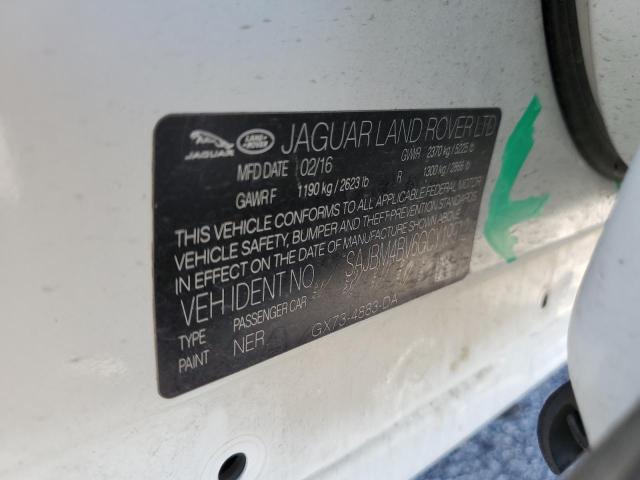 JAGUAR LAND-ROVER JAGUAR LAND ROVER LTD
MFD DATE 02/16 GVWR 2370 kg / 5225 lb
GAWR F 1190 kg / 2623 lb R 1300 kg / 2866 lb
THIS VEHICLE CONFORMS TO ALL APPLICABLE FEDERAL MOTOR
VEHICLE SAFETY, BUMPER AND THEFT-PREVENTION STANDARDS
IN EFFECT ON THE DATE OF MANUFACTURE SHOWN ABOVE.
VEH IDENT NO
TYPE PASSENGER CAR
PAINT NER GX73-4883-DA